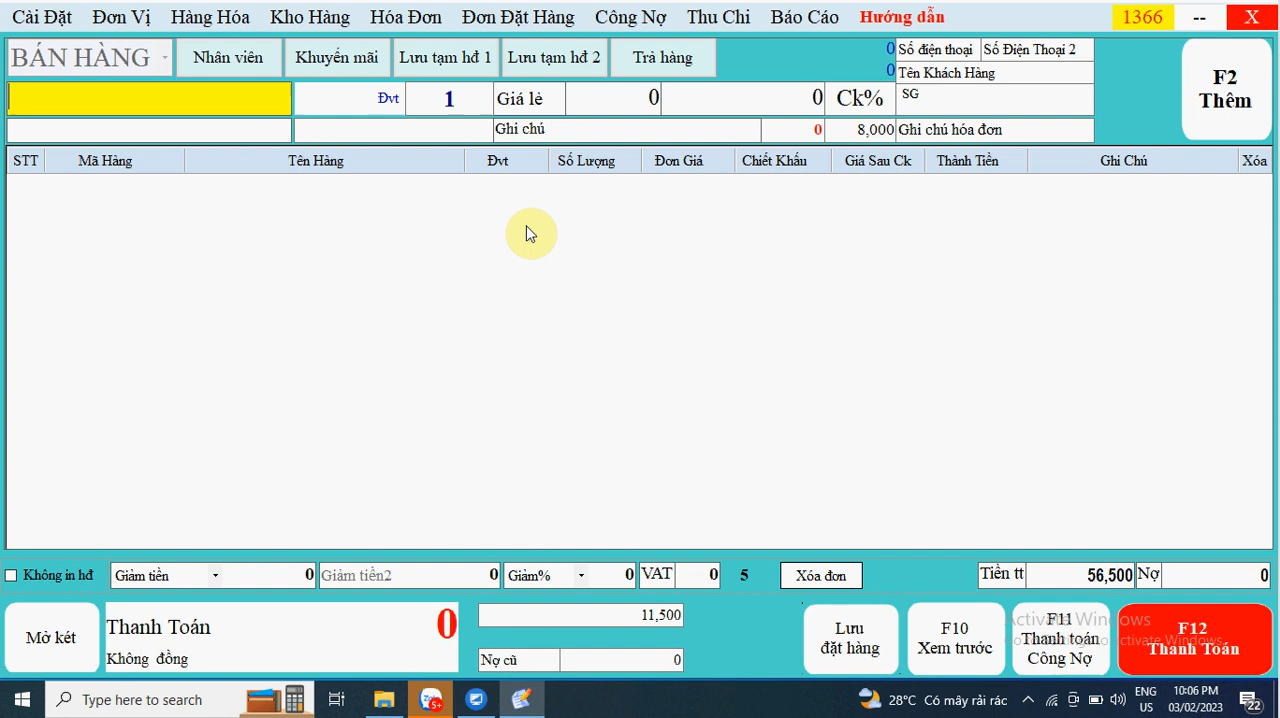 Cài Đặt Đơn Vị Hàng Hóa Kho Hàng Hóa Đơn Đơn Đặt Hàng Công Nợ Thu Chi Báo Cáo Hướng dẫn 1366 -- X
BÁN HÀNG Nhân viên Khuyến mãi Lưu tạm hđ 1 Lưu tạm hđ 2 Trả hàng 0 Số điện thoại Số Điện Thoại 2
0 Tên Khách Hàng
F2
Thêm
Đvt 1 Giá lẻ 0 0 Ck% SG
Ghi chú 0 8,000 Ghi chú hóa đơn
STT Mã Hàng Tên Hàng Đvt Số Lượng Đơn Giá Chiết Khấu Giá Sau Ck Thành Tiền Ghi Chú Xóa
Không in hđ Giảm tiền 0 Giảm tiền2 0 Giảm% 0 VAT 0 5 Xóa đơn Tiền tt 56,500 Nợ 0
Mở két
Thanh Toán 0
Không đồng
11,500
Nợ cũ 0
Lưu
đặt hàng
F10
Xem trước
F11
Thanh toán
Công Nợ
F12
Thanh Toán
Activate Windows
Type here to search 5+ 28°C Có mây rải rác ENG
US
10:06 PM
03/02/2023
22